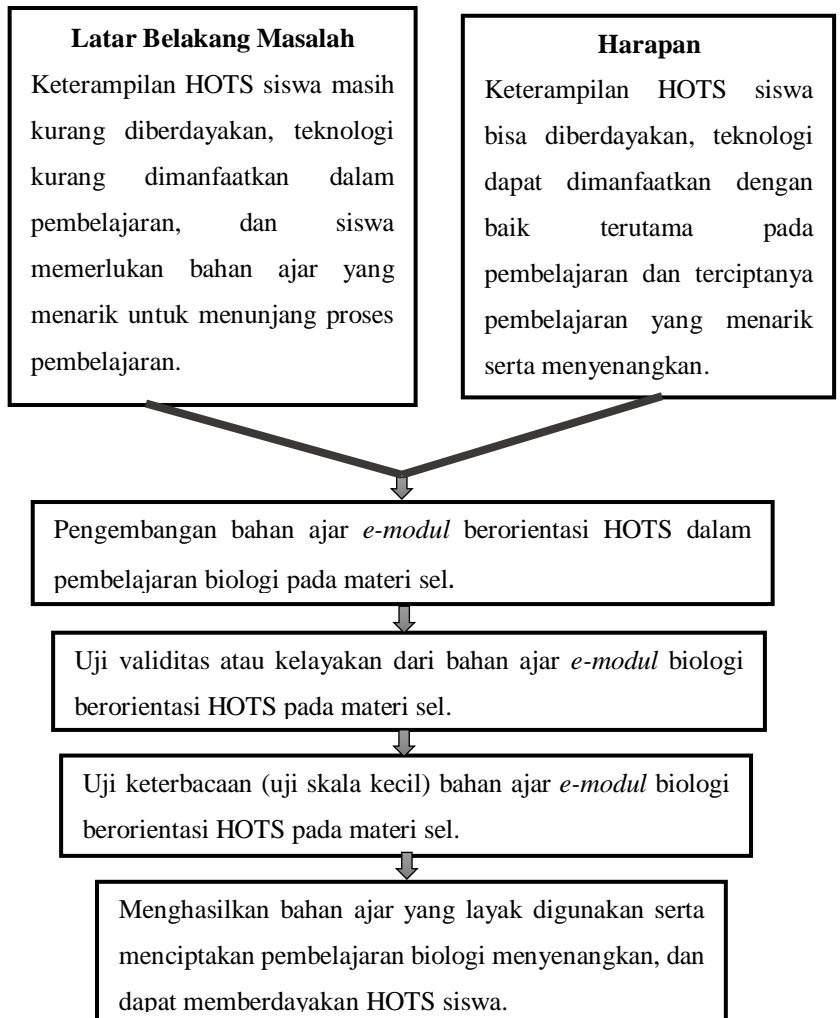 Latar Belakang Masalah
Keterampilan HOTS siswa masih
kurang diberdayakan, teknologi
kurang dimanfaatkan dalam
pembelajaran, dan siswa
memerlukan bahan ajar yang
menarik untuk menunjang proses
pembelajaran.
Harapan
Keterampilan HOTS siswa
bisa diberdayakan, teknologi
dapat dimanfaatkan dengan
baik terutama pada
pembelajaran dan terciptanya
pembelajaran yang menarik
serta menyenangkan.
Pengembangan bahan ajar e-modul berorientasi HOTS dalam
pembelajaran biologi pada materi sel.
Uji validitas atau kelayakan dari bahan ajar e-modul biologi
berorientasi HOTS pada materi sel.
Uji keterbacaan (uji skala kecil) bahan ajar e-modul biologi
berorientasi HOTS pada materi sel.
Menghasilkan bahan ajar yang layak digunakan serta
menciptakan pembelajaran biologi menyenangkan, dan
dapat memberdayakan HOTS siswa.